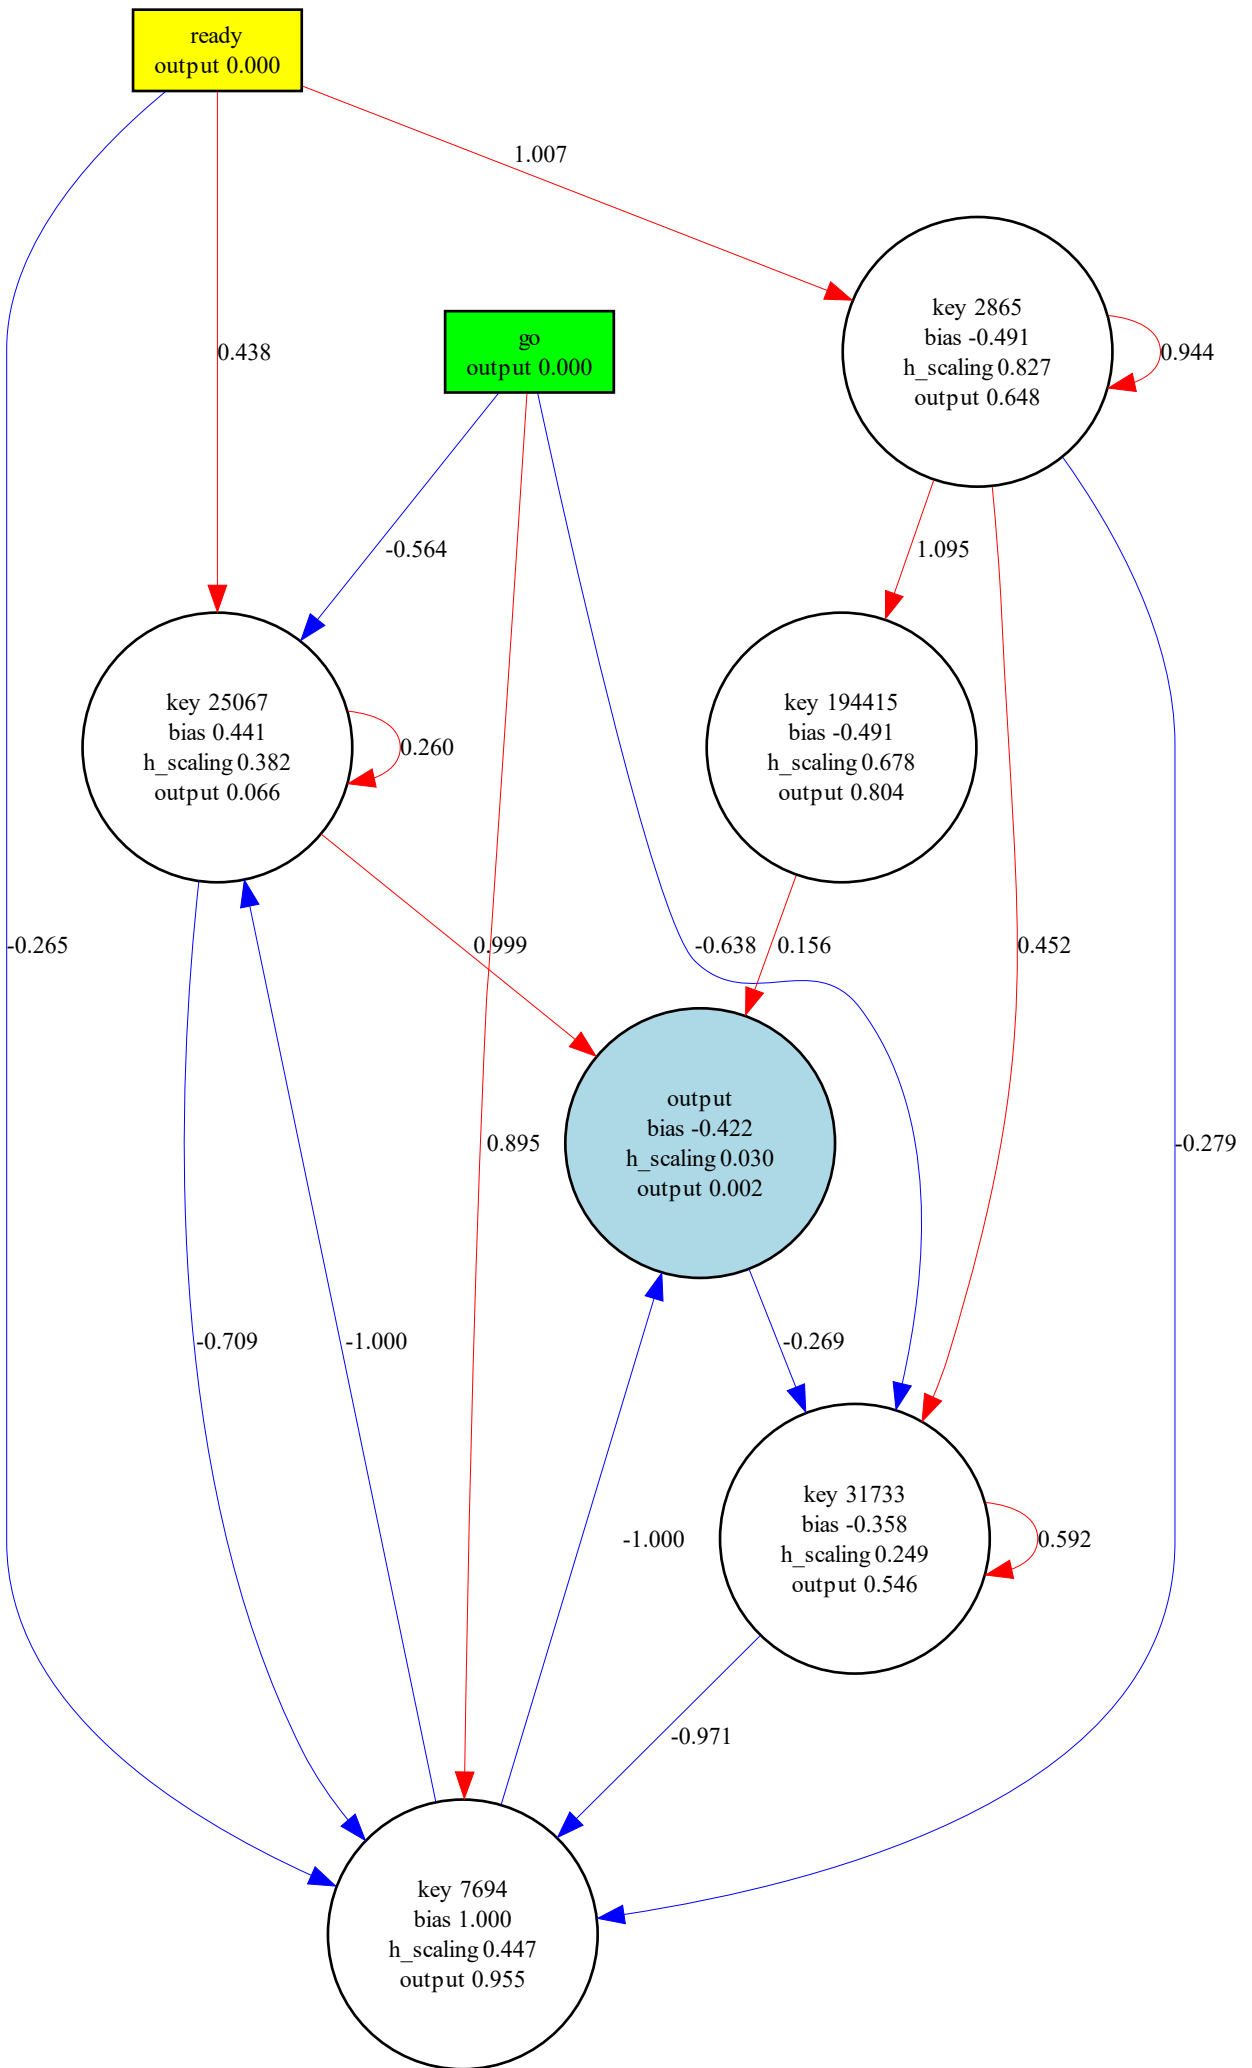 ready
output 0.000
1.007
key 2865
bias -0.491
h_scaling 0.827
output 0.648
0.944
go
output 0.000
0.438
-0.564
1.095
key 25067
bias 0.441
h_scaling 0.382
output 0.066
0.260
key 194415
bias -0.491
h_scaling 0.678
output 0.804
-0.265
0.999
-0.638
0.156
0.452
output
bias -0.422
h_scaling 0.030
output 0.002
0.895
-0.279
-0.709
-1.000
-0.269
key 31733
bias -0.358
h_scaling 0.249
output 0.546
-1.000
0.592
-0.971
key 7694
bias 1.000
h_scaling 0.447
output 0.955